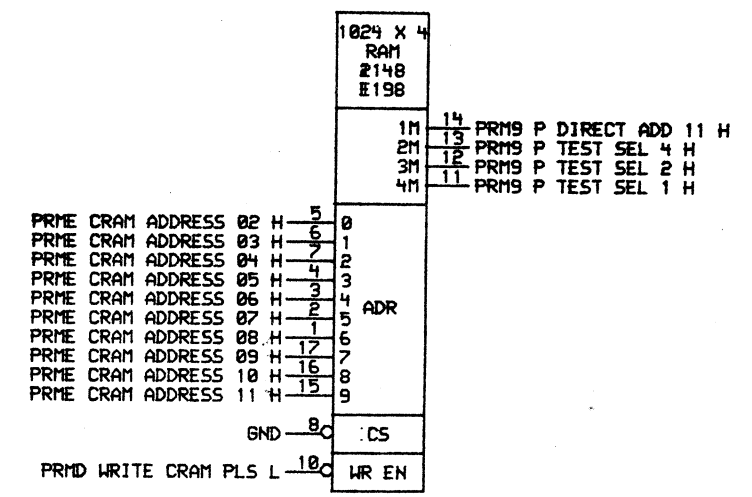 1024 X 4
RAM
2148
E198
1M 14 PRM9 P DIRECT ADD 11 H
2M 13 PRM9 P TEST SEL 4 H
3M 12 PRM9 P TEST SEL 2 H
4M 11 PRM9 P TEST SEL 1 H
PRME CRAM ADDRESS 02 H 5 0
PRME CRAM ADDRESS 03 H 6 1
PRME CRAM ADDRESS 04 H 7 2
PRME CRAM ADDRESS 05 H 4 3
PRME CRAM ADDRESS 06 H 3 4
ADR
PRME CRAM ADDRESS 07 H 2 5
PRME CRAM ADDRESS 08 H 1 6
PRME CRAM ADDRESS 09 H 17 7
PRME CRAM ADDRESS 10 H 16 8
PRME CRAM ADDRESS 11 H 15 9
GND 8 CS
PRMD WRITE CRAM PLS L 10 WR EN